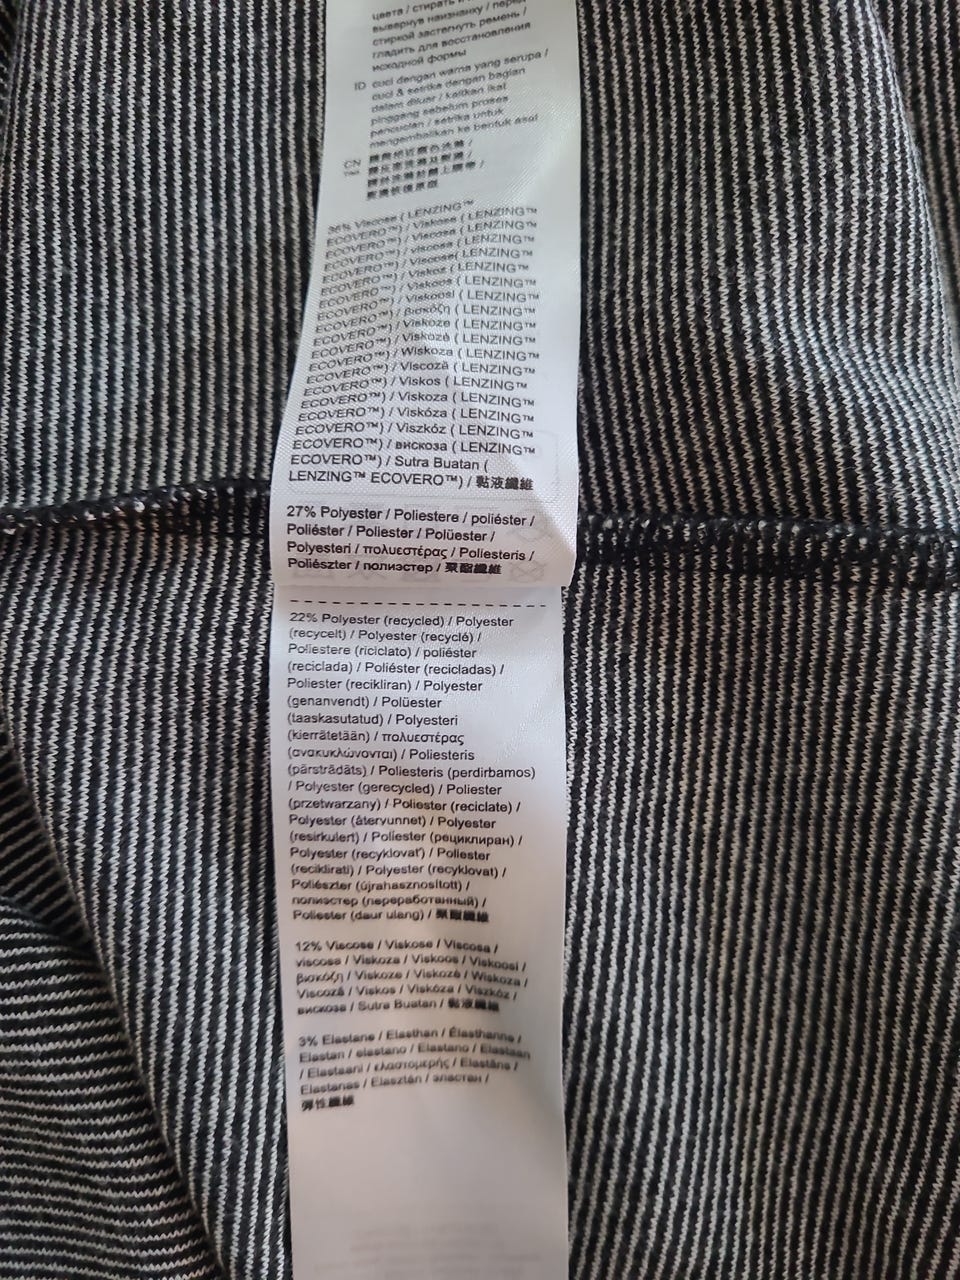 цвета / стирать и
вывернув наизнанку / перед
стиркой застегнуть ремень /
гладить для восстановления
исходной формы
ID cuci dengan warna yang serupa /
cuci & setrika dengan bagian
dalam diluar / kaitkan ikat
pinggang sebelum proses
pencucian / setrika untuk
mengembalikan ke bentuk asal
CN
36% Viscose ( LENZING™
ECOVERO™) / Viskose ( LENZING™
ECOVERO™) / Viscosa ( LENZING™
ECOVERO™) / viscosa ( LENZING™
ECOVERO™) / Viscose( LENZING™
ECOVERO™) / Viskoz ( LENZING™
ECOVERO™) / Viskoos ( LENZING™
ECOVERO™) / Viskoosi ( LENZING™
ECOVERO™) / βισκόζη ( LENZING™
ECOVERO™) / Viskoze ( LENZING™
ECOVERO™) / Viskozė ( LENZING™
ECOVERO™) / Wiskoza ( LENZING™
ECOVERO™) / Viscoză ( LENZING™
ECOVERO™) / Viskos ( LENZING™
ECOVERO™) / Viskoza ( LENZING™
ECOVERO™) / Viskóza ( LENZING™
ECOVERO™) / Viszkóz ( LENZING™
ECOVERO™) / вискоза ( LENZING™
ECOVERO™) / Sutra Buatan (
LENZING™ ECOVERO™) / 黏液纖維
27% Polyester / Poliestere / poliéster /
Poliéster / Poliester / Polüester /
Polyesteri / πολυεστέρας / Poliesteris /
Poliészter / полиэстер / 聚酯纖維
22% Polyester (recycled) / Polyester
(recycelt) / Polyester (recyclé) /
Poliestere (riciclato) / poliéster
(reciclada) / Poliéster (recicladas) /
Poliester (recikliran) / Polyester
(genanvendt) / Polüester
(taaskasutatud) / Polyesteri
(kierrätetään) / πολυεστέρας
(ανακυκλώνονται) / Poliesteris
(pārstrādāts) / Poliesteris (perdirbamos)
/ Polyester (gerecycled) / Poliester
(przetwarzany) / Poliester (reciclate) /
Polyester (återvunnet) / Polyester
(resirkulert) / Poliester (рециклиран) /
Polyester (recyklovať) / Poliester
(reciklirati) / Polyester (recyklovat) /
Poliészter (újrahasznosított) /
полиэстер (переработанный) /
Poliester (daur ulang) / 聚酯纖維
12% Viscose / Viskose / Viscosa /
viscosa / Viskoza / Viskoos / Viskoosi /
βισκόζη / Viskoze / Viskozė / Wiskoza /
Viscoză / Viskos / Viskóza / Viszkóz /
вискоза / Sutra Buatan / 黏液纖維
3% Elastane / Elasthan / Élasthanne /
Elastan / elastano / Elastano / Elastaan
/ Elastaani / ελαστομερής / Elastāns /
Elastanas / Elasztán / эластан /
彈性纖維